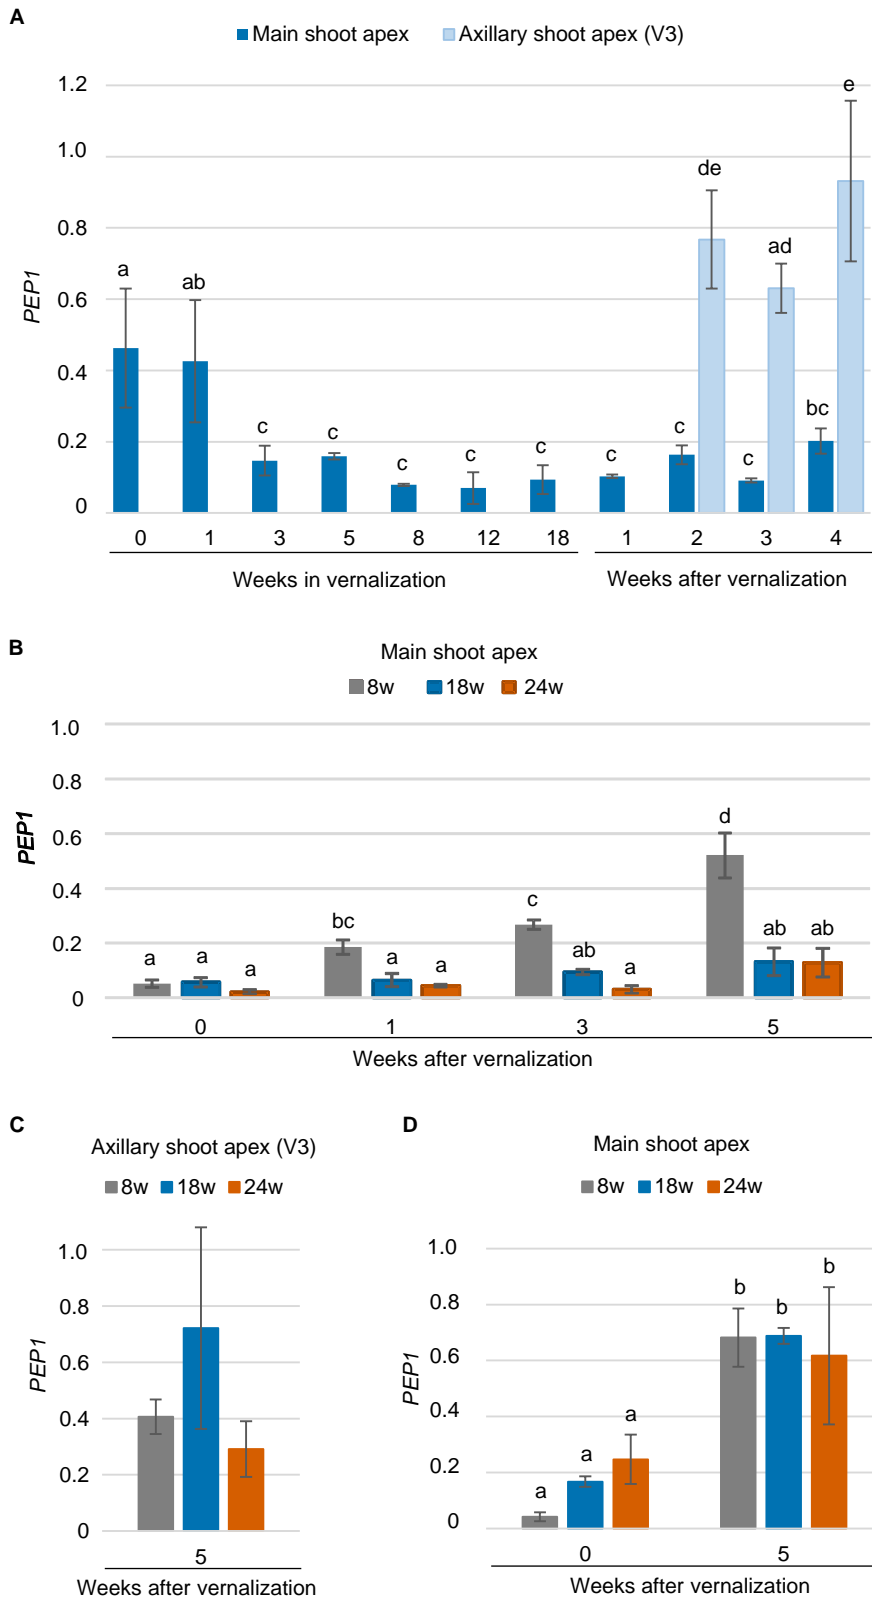 A
Main shoot apex Axillary shoot apex (V3)
1.2
1.0
0.8
0.6
0.4
0.2
0
PEP1
a ab c c c c c c c de c ad bc e
0 1 3 5 8 12 18 1 2 3 4
Weeks in vernalization Weeks after vernalization
B
Main shoot apex
8w 18w 24w
1.0
0.8
0.6
0.4
0.2
0
PEP1
a a a bc a a c ab a d ab ab
0 1 3 5
Weeks after vernalization
C
Axillary shoot apex (V3)
8w 18w 24w
1.0
0.8
0.6
0.4
0.2
0
PEP1
5
Weeks after vernalization
D
Main shoot apex
8w 18w 24w
1.0
0.8
0.6
0.4
0.2
0
PEP1
a a a b b b
0 5
Weeks after vernalization